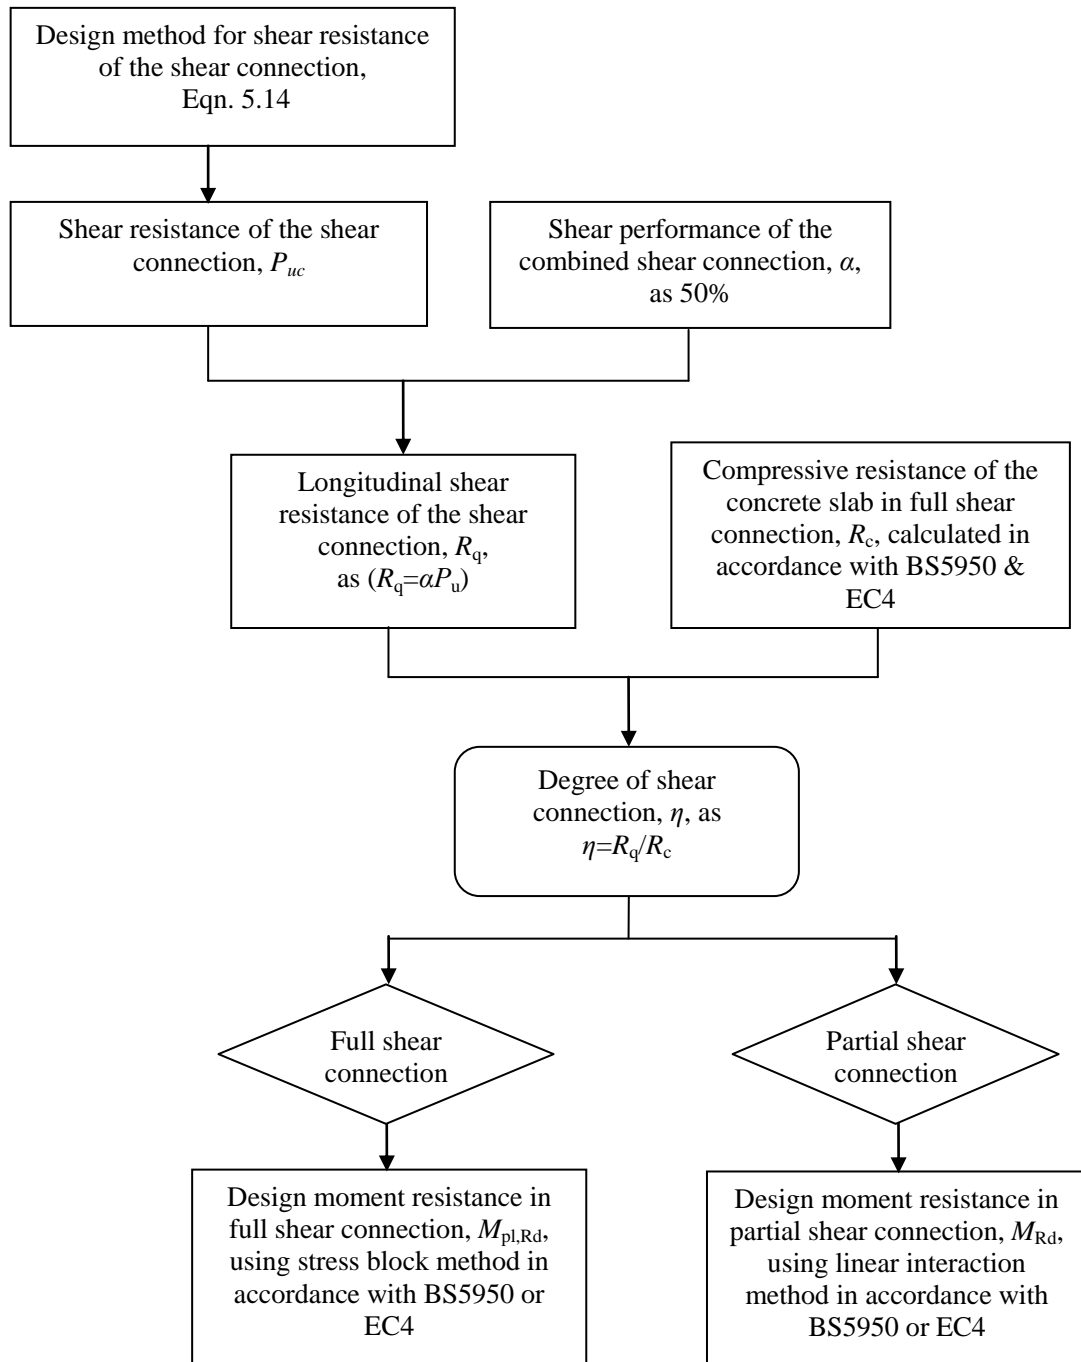 Design method for shear resistance
of the shear connection,
Eqn. 5.14
Shear resistance of the shear
connection, Puc
Shear performance of the
combined shear connection, α,
as 50%
Longitudinal shear
resistance of the shear
connection, Rq,
as (Rq=αPu)
Compressive resistance of the
concrete slab in full shear
connection, Rc, calculated in
accordance with BS5950 &
EC4
Degree of shear
connection, η, as
η=Rq/Rc
Full shear
connection
Partial shear
connection
Design moment resistance in
full shear connection, Mpl,Rd,
using stress block method in
accordance with BS5950 or
EC4
Design moment resistance in
partial shear connection, MRd,
using linear interaction
method in accordance with
BS5950 or EC4